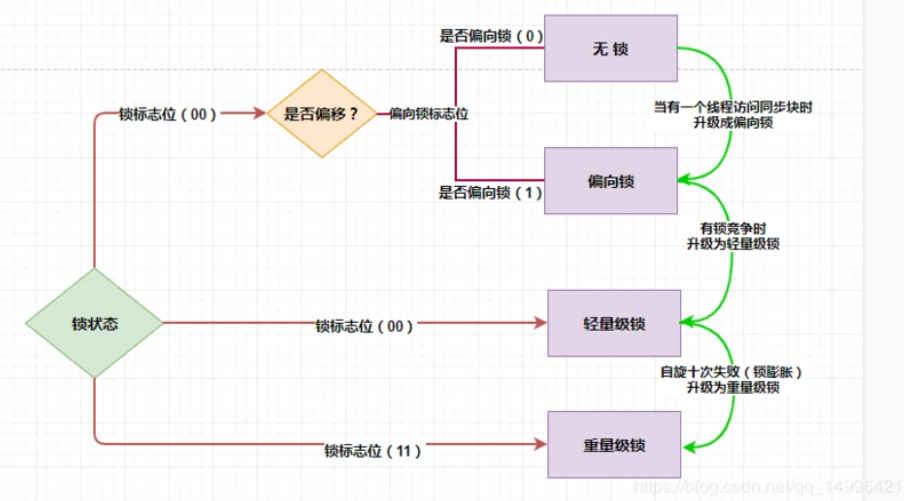 是否偏向锁（0）
无 锁
锁标志位（00）
是否偏移？
偏向锁标志位
当有一个线程访问同步块时
升级成偏向锁
偏向锁
是否偏向锁（1）
有锁竞争时
升级为轻量级锁
锁状态
锁标志位（00）
轻量级锁
自旋十次失败（锁膨胀）
升级为重量级锁
锁标志位（11）
重量级锁
https://blog.csdn.net/qq_14996421